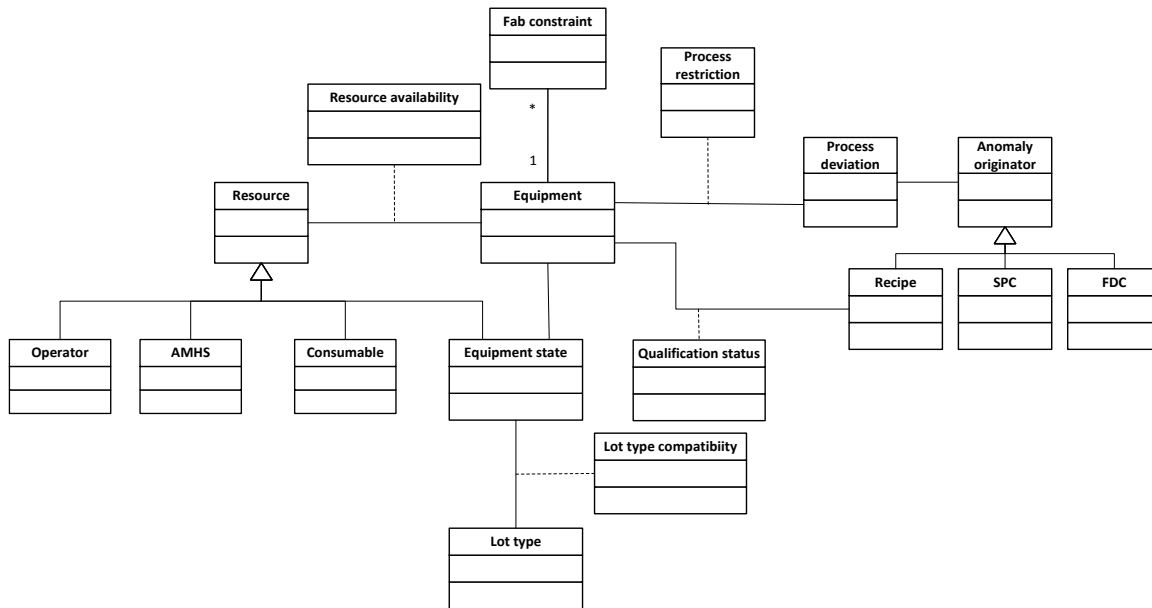 Fab constraint
Process
restriction
Resource availability
*
Process
deviation
Anomaly
originator
1
Resource
Equipment
Recipe
SPC
FDC
Operator
AMHS
Consumable
Equipment state
Qualification status
Lot type compatibiity
Lot type